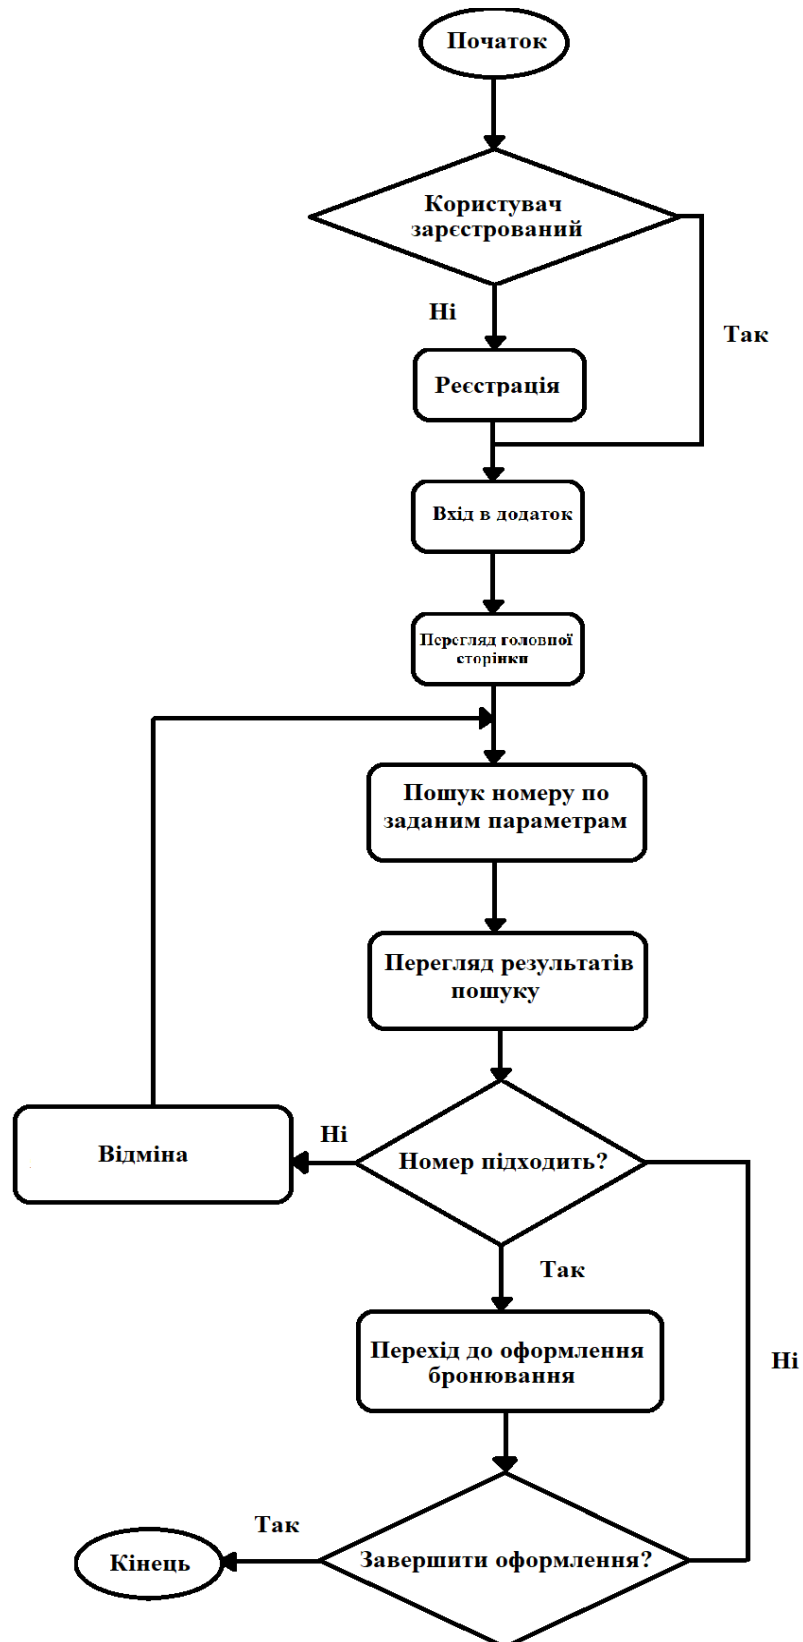 Початок
Користувач
зарєстрований
Ні
Так
Реєстрація
Вхід в додаток
Перегляд головної
сторінки
Пошук номеру по
заданим параметрам
Перегляд результатів
пошуку
Відміна
Ні
Номер підходить?
Так
Перехід до оформлення
бронювання
Ні
Так
Кінець
Завершити оформлення?